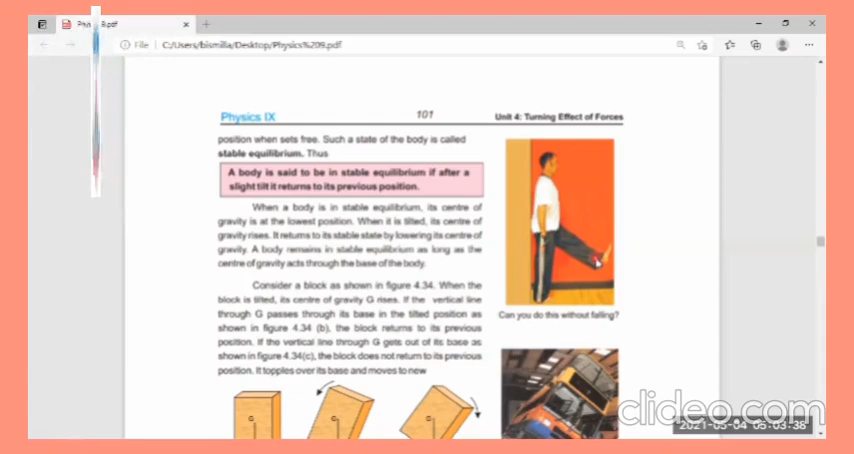 File
C:/Users/bismilla/Desktop/Physics%209.pdf
Physics IX
101
Unit 4: Turning Effect of Forces
position when sets free. Such a state of the body is called
stable equilibrium. Thus
A body is said to be in stable equilibrium if after a
slight tilt it returns to its previous position.
When a body is in stable equilibrium, its centre of
gravity is at the lowest position. When it is tilted, its centre of
gravity rises. It returns to its stable state by lowering its centre of
gravity. A body remains in stable equilibrium as long as the
centre of gravity acts through the base of the body.
Consider a block as shown in figure 4.34. When the
block is tilted, its centre of gravity G rises. If the vertical line
through G passes through its base in the tilted position as
shown in figure 4.34 (b), the block returns to its previous
position. If the vertical line through G gets out of its base as
shown in figure 4.34(c), the block does not return to its previous
position. It topples over its base and moves to new
Can you do this without falling?
G
G
G
clideo.com
2021-05-04 05:03:38